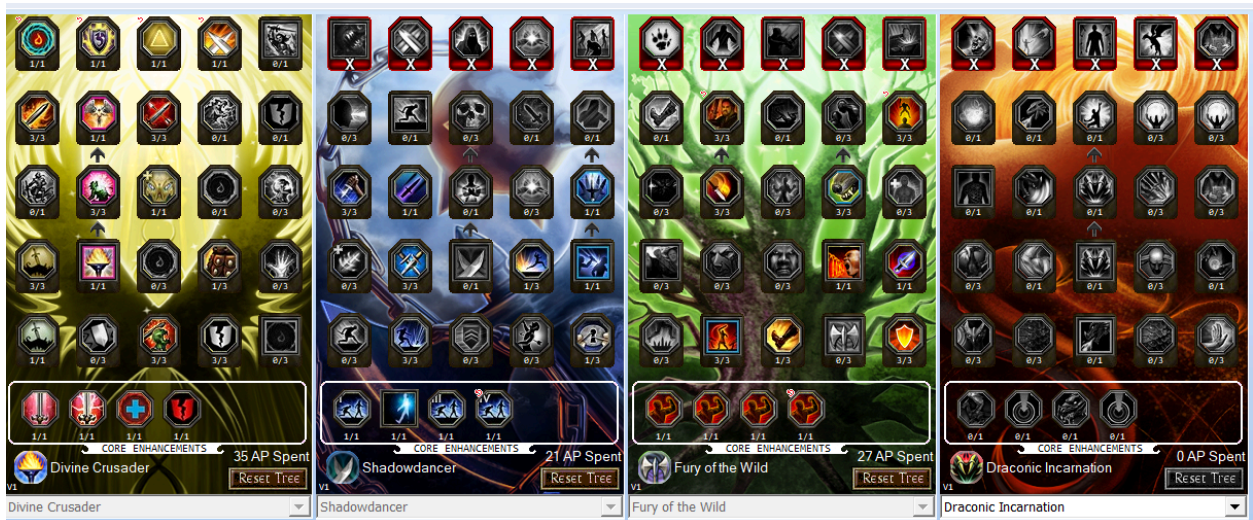 1/1 1/1 1/1 1/1 0/1
3/3 1/1 3/3 0/1 0/1
0/1 3/3 1/1 0/1 0/1
3/3 1/1 0/3 1/3 0/3
1/1 0/3 3/3 3/3 0/3
1/1 1/1 1/1 1/1
CORE ENHANCEMENTS
35 AP Spent
Divine Crusader
V1
RESET TREE
Divine Crusader
X X X X X
0/3 0/1 0/3 0/1 0/1
3/3 1/1 0/1 0/3 1/1
0/3 3/3 0/1 1/3 1/1
0/3 3/3 0/3 0/3 1/3
1/1 1/1 1/1 1/1
CORE ENHANCEMENTS
21 AP Spent
Shadowdancer
V1
RESET TREE
Shadowdancer
X X X X X
0/1 3/3 0/1 0/3 3/3
0/3 3/3 0/3 3/3 0/3
0/3 0/3 0/3 1/1 1/1
0/3 3/3 1/3 0/3 3/3
1/1 1/1 1/1 1/1
CORE ENHANCEMENTS
27 AP Spent
Fury of the Wild
V1
RESET TREE
Fury of the Wild
X X X X X
0/1 0/3 0/1 0/3 0/3
0/1 0/1 0/3 0/3 0/3
0/3 0/3 0/3 0/3 0/1
0/3 0/3 0/1 0/3 0/3
0/1 0/1 0/1 0/1
CORE ENHANCEMENTS
0 AP Spent
Draconic Incarnation
V1
RESET TREE
Draconic Incarnation